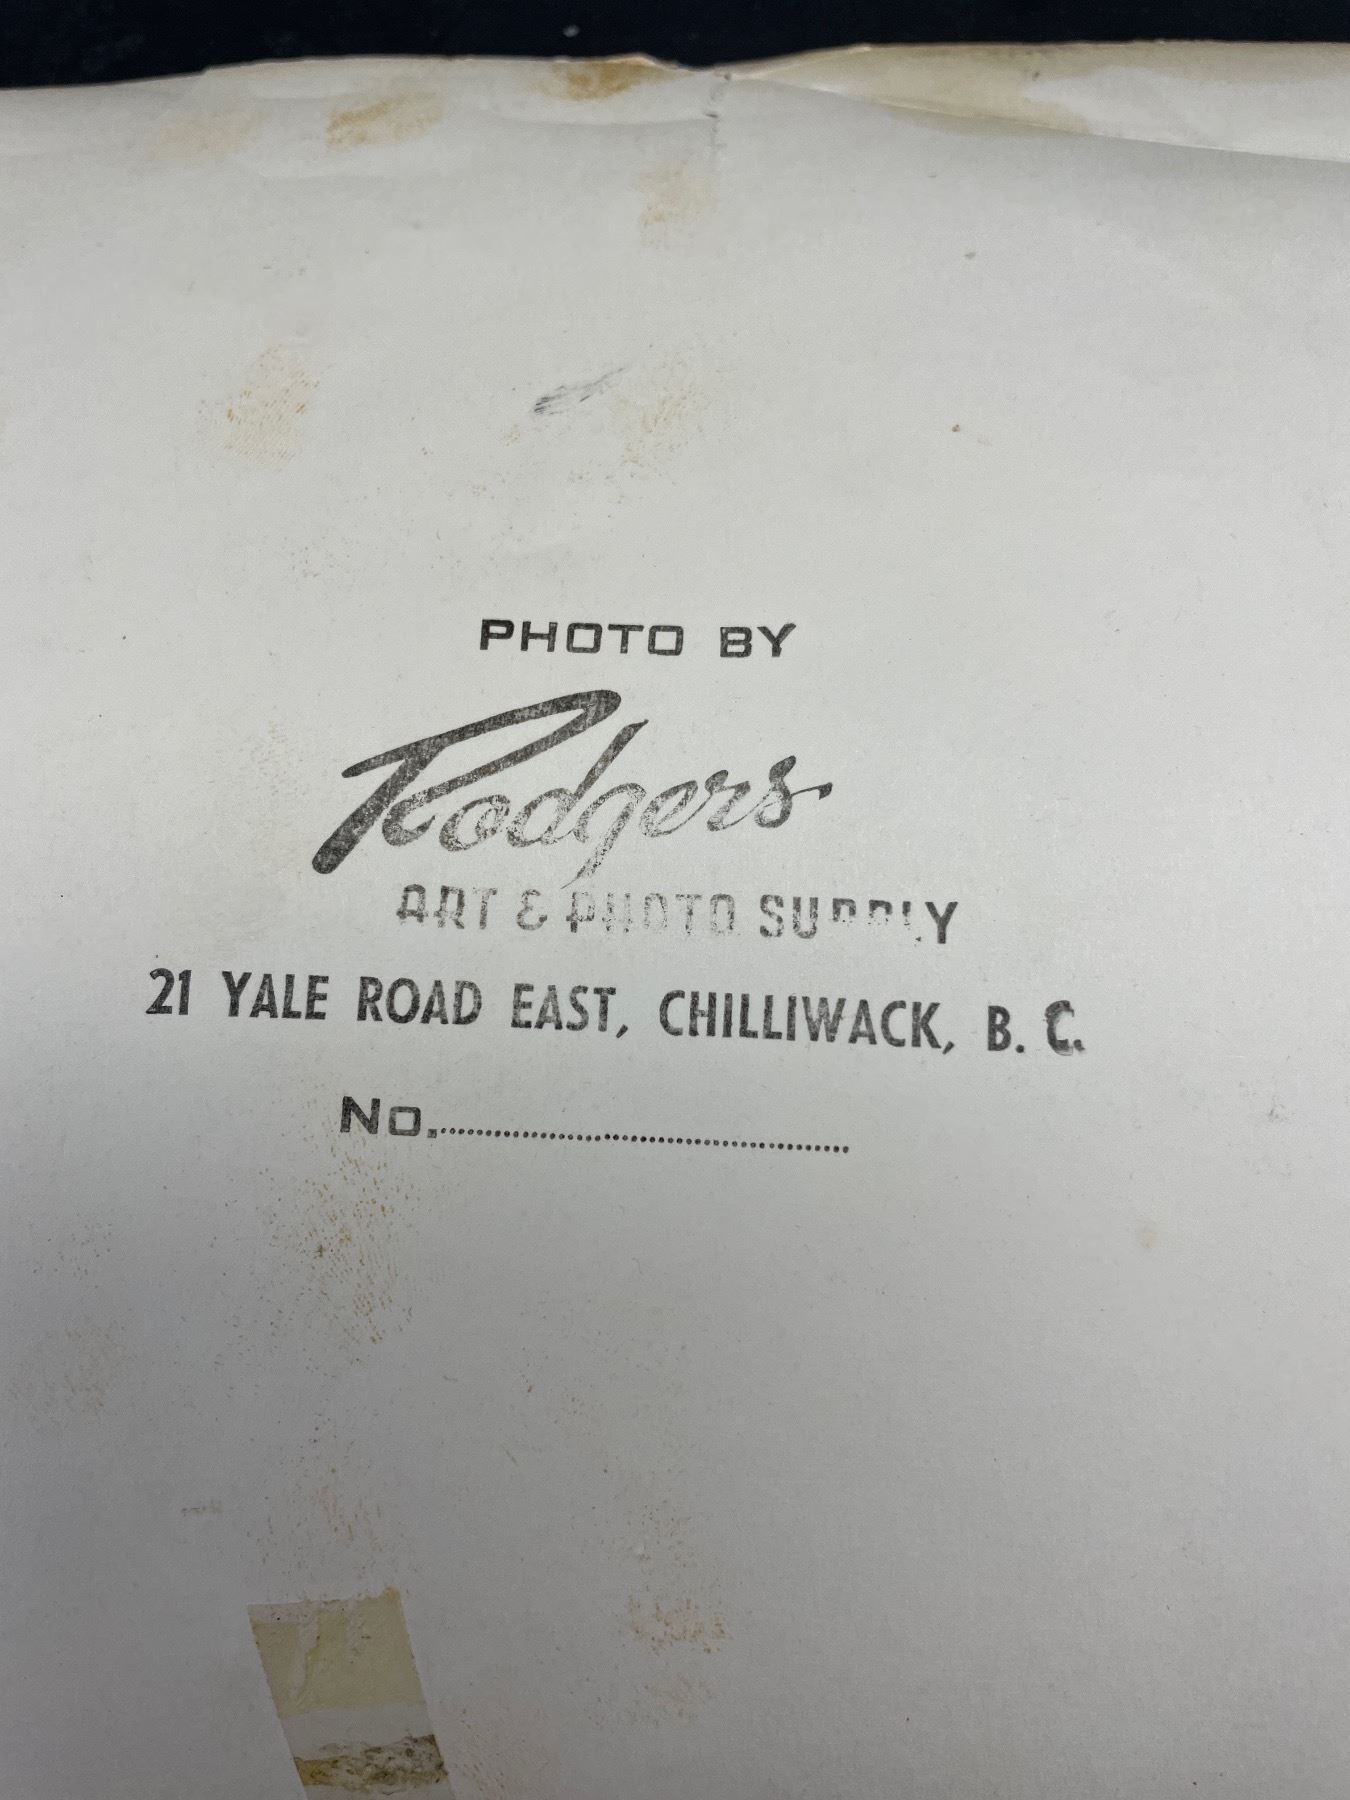 PHOTO BY
Rodgers
ART & PHOTO SUPPLY
21 YALE ROAD EAST, CHILLIWACK, B. C.
No..............................